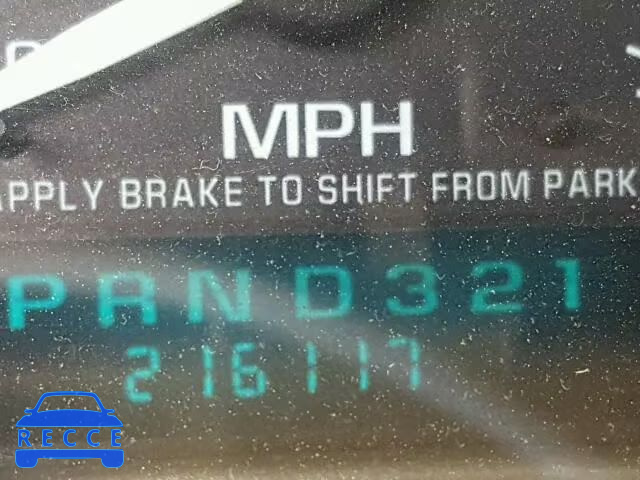 MPH
APPLY BRAKE TO SHIFT FROM PARK
PRND321
216117
RECCE